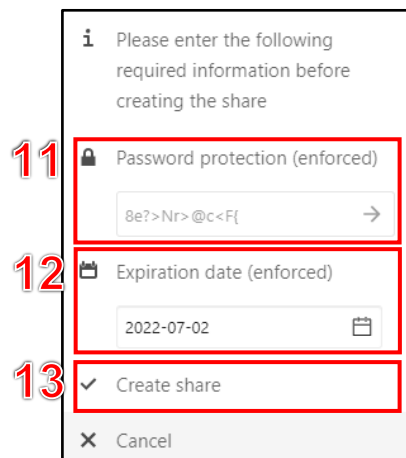 i Please enter the following
required information before
creating the share
11 Password protection (enforced)
8e?>Nr>@c<F{
12 Expiration date (enforced)
2022-07-02
13 Create share
Cancel